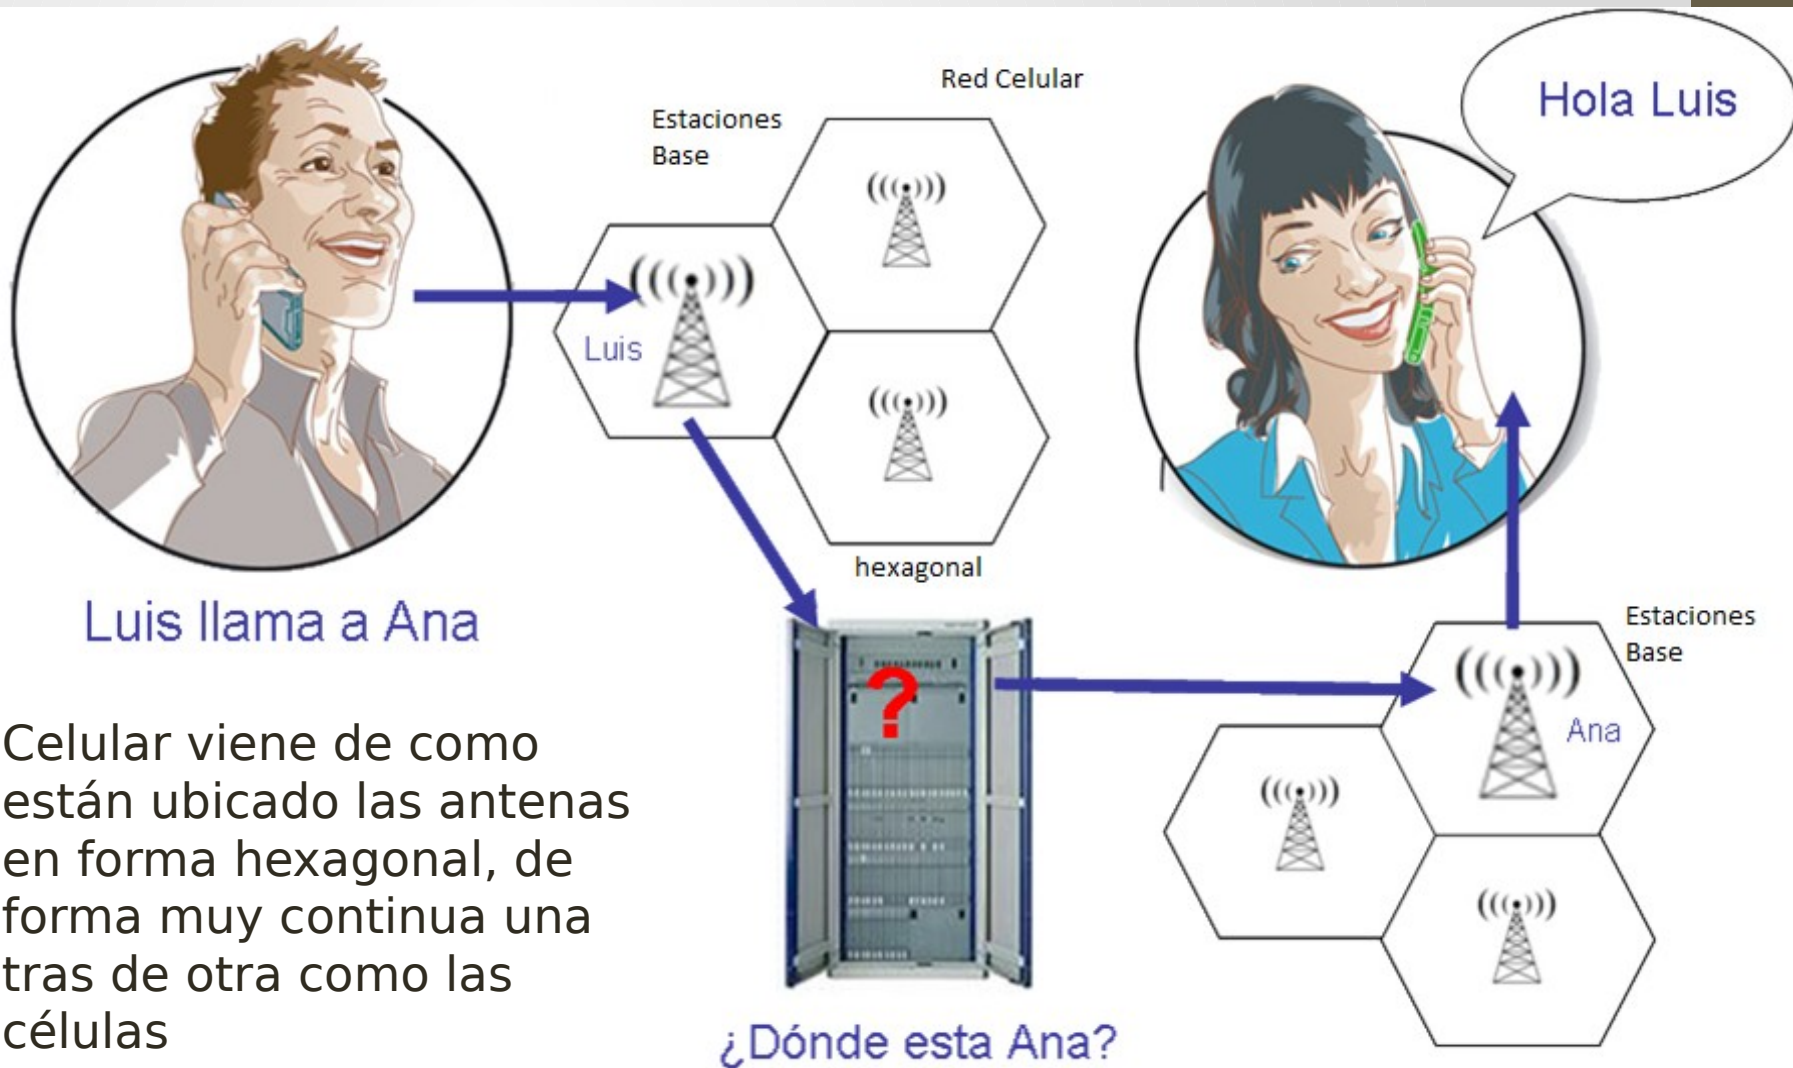 Red Celular
Estaciones
Base
Hola Luis
Luis
hexagonal
Luis llama a Ana
Estaciones
Base
Ana
?
Celular viene de como
están ubicado las antenas
en forma hexagonal, de
forma muy continua una
tras de otra como las
células
¿Dónde esta Ana?